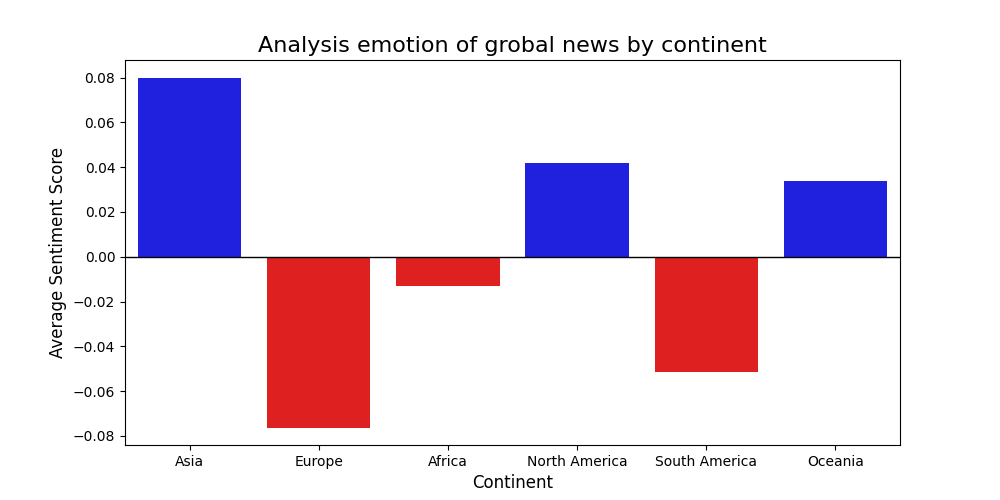 Analysis emotion of grobal news by continent
Average Sentiment Score
0.08
0.06
0.04
0.02
0.00
−0.02
−0.04
−0.06
−0.08
Asia Europe Africa North America South America Oceania
Continent